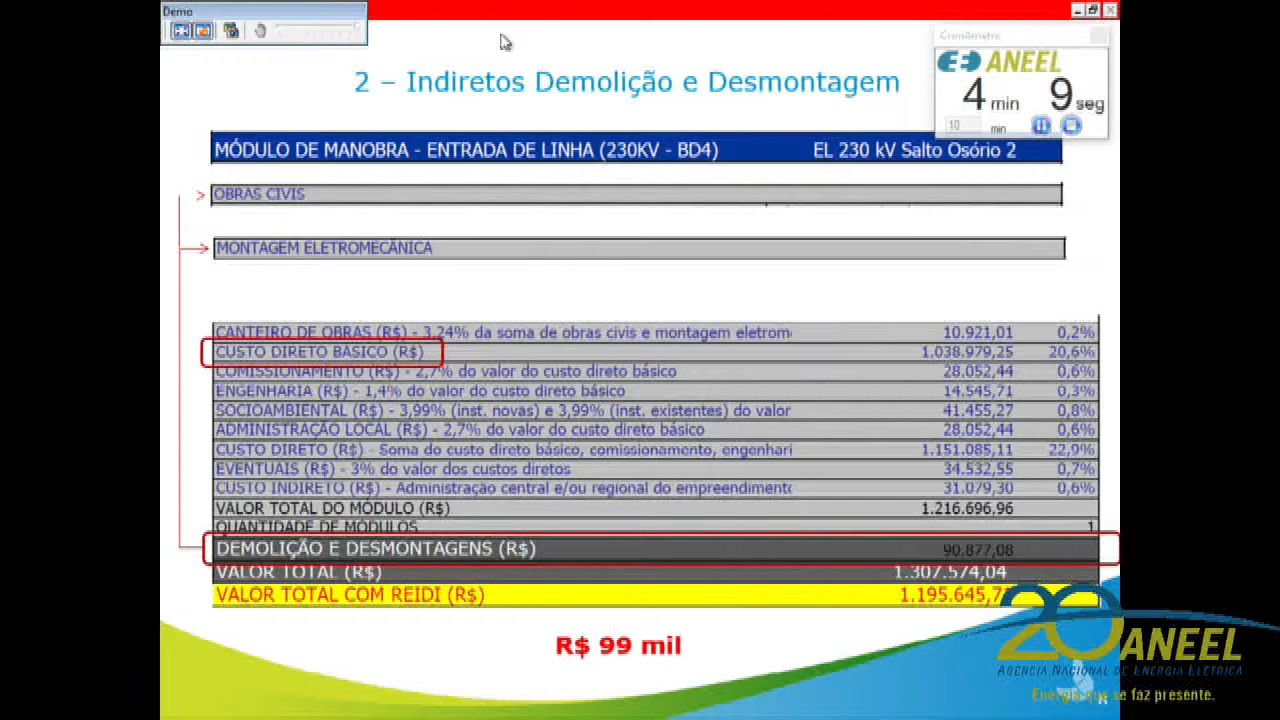 Demo
Cronômetro
ANEEL
4 min 9 seg
10 min
2 – Indiretos Demolição e Desmontagem
MÓDULO DE MANOBRA - ENTRADA DE LINHA (230KV - BD4) EL 230 kV Salto Osório 2
OBRAS CIVIS
MONTAGEM ELETROMECÂNICA
CANTEIRO DE OBRAS (R$) - 3,24% da soma de obras civis e montagem eletrom 10.921,01 0,2%
CUSTO DIRETO BÁSICO (R$) 1.038.979,25 20,6%
COMISSIONAMENTO (R$) - 2,7% do valor do custo direto básico 28.052,44 0,6%
ENGENHARIA (R$) - 1,4% do valor do custo direto básico 14.545,71 0,3%
SOCIOAMBIENTAL (R$) - 3,99% (inst. novas) e 3,99% (inst. existentes) do valor 41.455,27 0,8%
ADMINISTRAÇÃO LOCAL (R$) - 2,7% do valor do custo direto básico 28.052,44 0,6%
CUSTO DIRETO (R$) - Soma do custo direto básico, comissionamento, engenhari 1.151.085,11 22,9%
EVENTUAIS (R$) - 3% do valor dos custos diretos 34.532,55 0,7%
CUSTO INDIRETO (R$) - Administração central e/ou regional do empreendimento 31.079,30 0,6%
VALOR TOTAL DO MÓDULO (R$) 1.216.696,96
QUANTIDADE DE MÓDULOS 1
DEMOLIÇÃO E DESMONTAGENS (R$) 90.877,08
VALOR TOTAL (R$) 1.307.574,04
VALOR TOTAL COM REIDI (R$) 1.195.645,7
R$ 99 mil
20 ANEEL
AGÊNCIA NACIONAL DE ENERGIA ELÉTRICA
Energia que se faz presente.